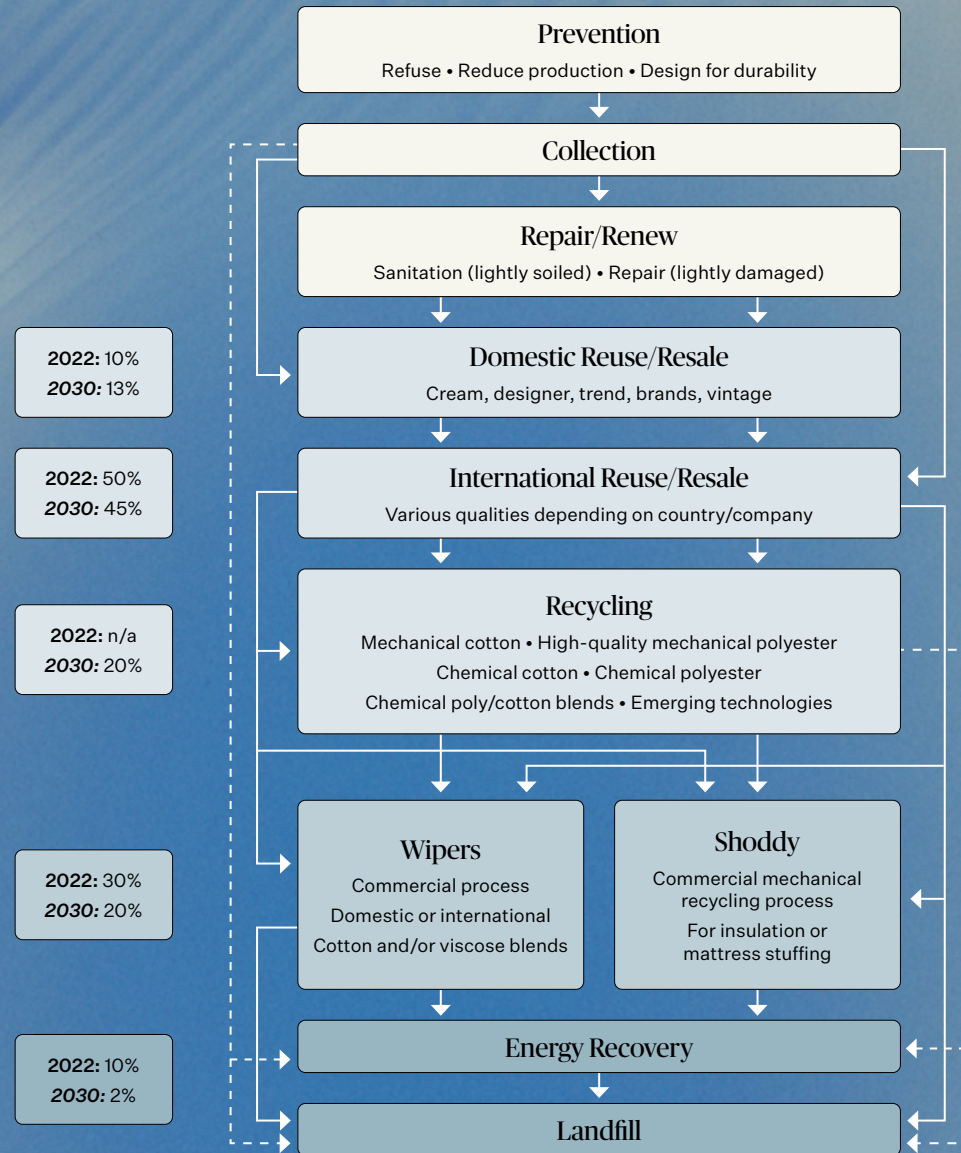 Prevention
Refuse • Reduce production • Design for durability
Collection
Repair/Renew
Sanitation (lightly soiled) • Repair (lightly damaged)
2022: 10%
2030: 13%
Domestic Reuse/Resale
Cream, designer, trend, brands, vintage
2022: 50%
2030: 45%
International Reuse/Resale
Various qualities depending on country/company
2022: n/a
2030: 20%
Recycling
Mechanical cotton • High-quality mechanical polyester
Chemical cotton • Chemical polyester
Chemical poly/cotton blends • Emerging technologies
2022: 30%
2030: 20%
Wipers
Commercial process
Domestic or international
Cotton and/or viscose blends
Shoddy
Commercial mechanical
recycling process
For insulation or
mattress stuffing
2022: 10%
2030: 2%
Energy Recovery
Landfill